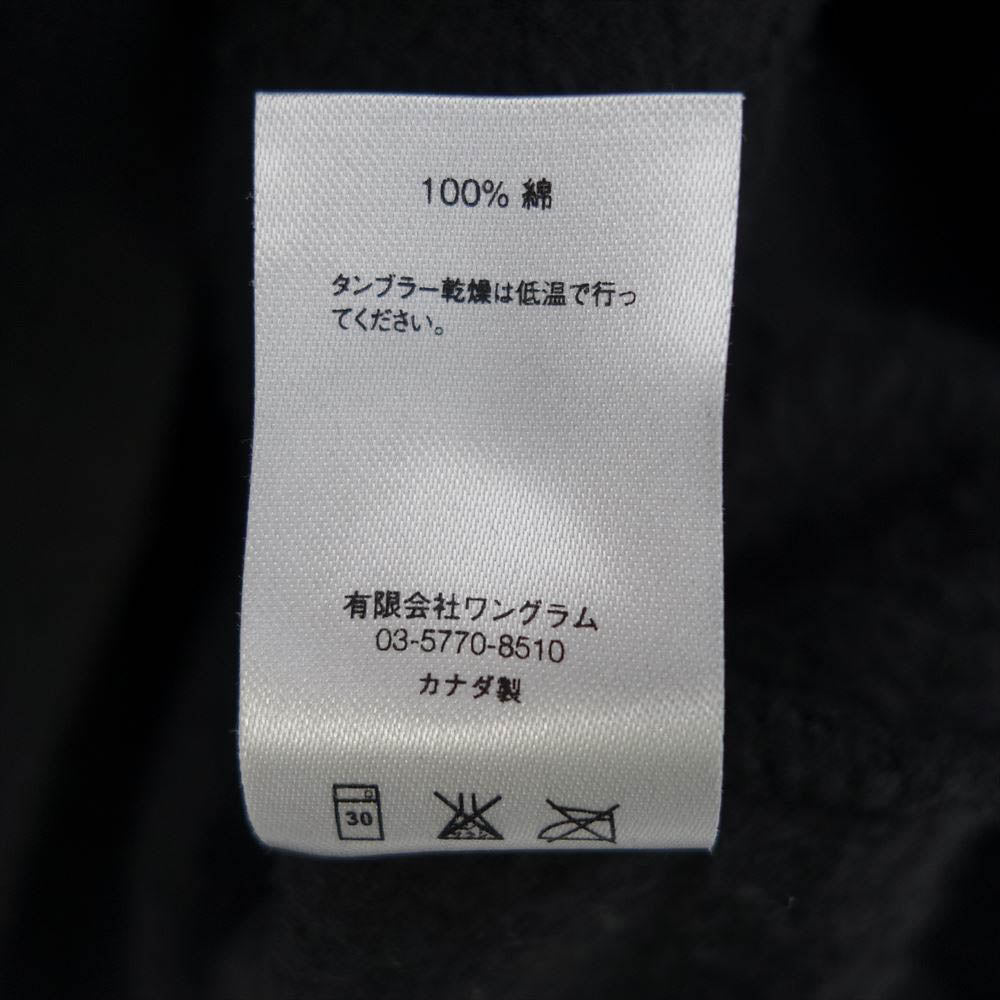 100% 綿
タンブラー乾燥は低温で行っ
てください。
有限会社ワングラム
03-5770-8510
カナダ製
30